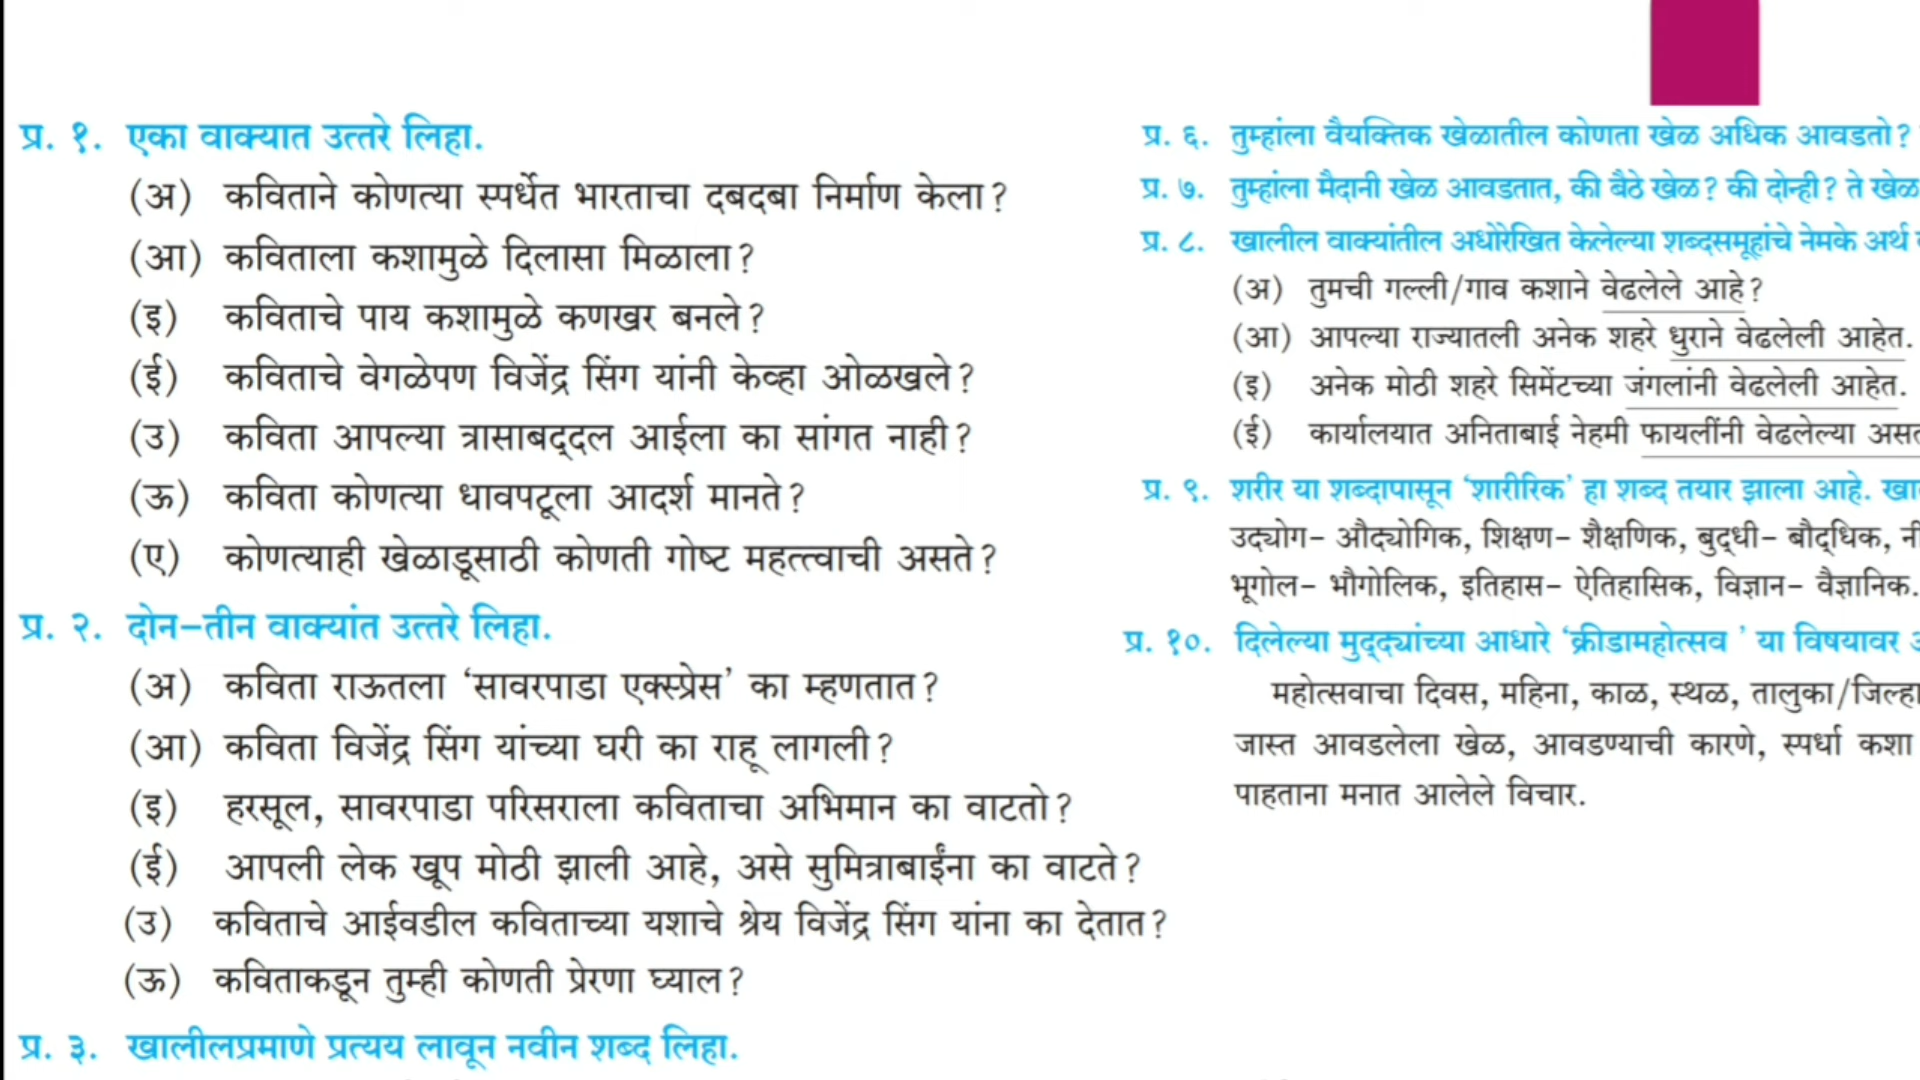 प्र. १. एका वाक्यात उत्तरे लिहा.
(अ) कविताने कोणत्या स्पर्धेत भारताचा दबदबा निर्माण केला?
(आ) कविताला कशामुळे दिलासा मिळाला?
(इ) कविताचे पाय कशामुळे कणखर बनले?
(ई) कविताचे वेगळेपण विजेंद्र सिंग यांनी केव्हा ओळखले?
(उ) कविता आपल्या त्रासाबद्‌दल आईला का सांगत नाही?
(ऊ) कविता कोणत्या धावपटूला आदर्श मानते?
(ए) कोणत्याही खेळाडूसाठी कोणती गोष्ट महत्त्वाची असते?
प्र. २. दोन-तीन वाक्यांत उत्तरे लिहा.
(अ) कविता राऊतला ‘सावरपाडा एक्स्प्रेस’ का म्हणतात?
(आ) कविता विजेंद्र सिंग यांच्या घरी का राहू लागली?
(इ) हरसूल, सावरपाडा परिसराला कविताचा अभिमान का वाटतो?
(ई) आपली लेक खूप मोठी झाली आहे, असे सुमित्राबाईंना का वाटते?
(उ) कविताचे आईवडील कविताच्या यशाचे श्रेय विजेंद्र सिंग यांना का देतात?
(ऊ) कविताकडून तुम्ही कोणती प्रेरणा घ्याल?
प्र. ३. खालीलप्रमाणे प्रत्यय लावून नवीन शब्द लिहा.
प्र. ६. तुम्हांला वैयक्तिक खेळातील कोणता खेळ अधिक आवडतो?
प्र. ७. तुम्हांला मैदानी खेळ आवडतात, की बैठे खेळ? की दोन्ही? ते खेळ
प्र. ८. खालील वाक्यांतील अधोरेखित केलेल्या शब्दसमूहांचे नेमके अर्थ
(अ) तुमची गल्ली/गाव कशाने वेढलेले आहे?
(आ) आपल्या राज्यातली अनेक शहरे धुराने वेढलेली आहेत.
(इ) अनेक मोठी शहरे सिमेंटच्या जंगलांनी वेढलेली आहेत.
(ई) कार्यालयात अनिताबाई नेहमी फायलींनी वेढलेल्या
प्र. ९. शरीर या शब्दापासून ‘शारीरिक’ हा शब्द तयार झाला आहे.
उद्‌योग- औद्‌योगिक, शिक्षण- शैक्षणिक, बुद्‌धी- बौद्‌धिक,
भूगोल- भौगोलिक, इतिहास- ऐतिहासिक, विज्ञान- वैज्ञानिक.
प्र. १०. दिलेल्या मुद्‌द्यांच्या आधारे ‘क्रीडामहोत्सव ’ या विषयावर
महोत्सवाचा दिवस, महिना, काळ, स्थळ, तालुका/जिल्हा
जास्त आवडलेला खेळ, आवडण्याची कारणे, स्पर्धा कशा
पाहताना मनात आलेले विचार.